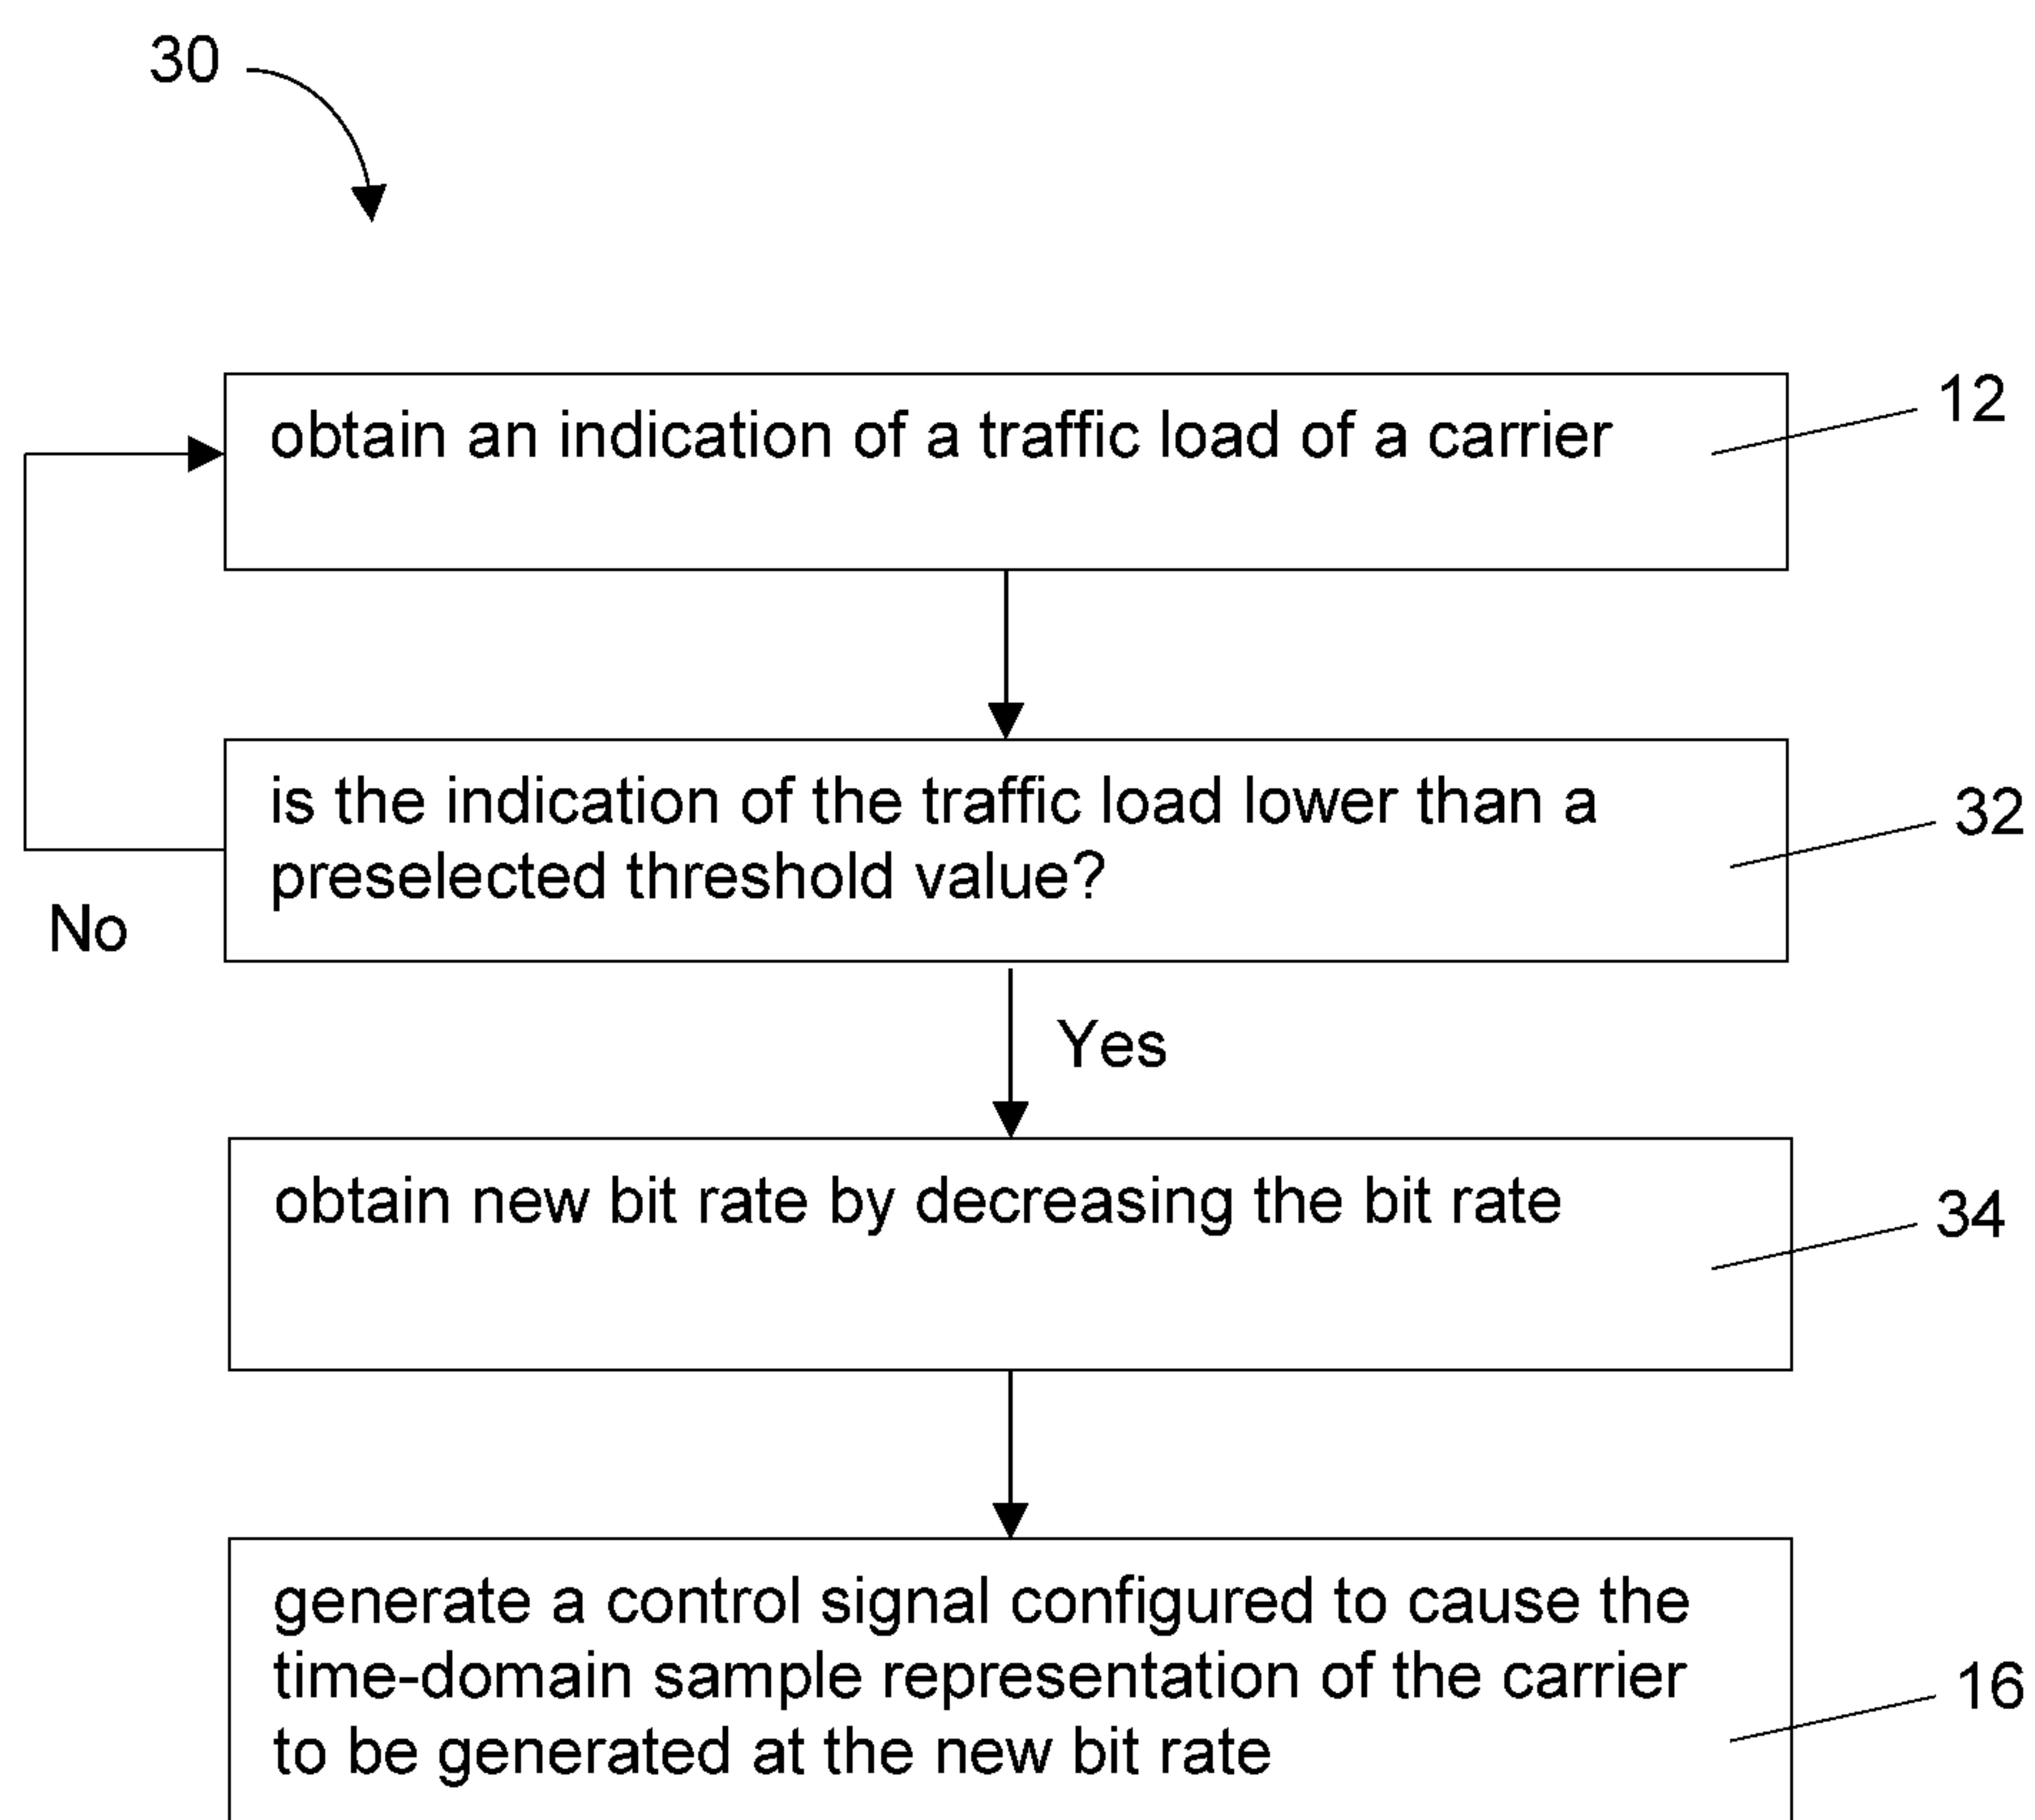 30
obtain an indication of a traffic load of a carrier
12
is the indication of the traffic load lower than a
preselected threshold value?
32
No
Yes
obtain new bit rate by decreasing the bit rate
34
generate a control signal configured to cause the
time-domain sample representation of the carrier
to be generated at the new bit rate
16